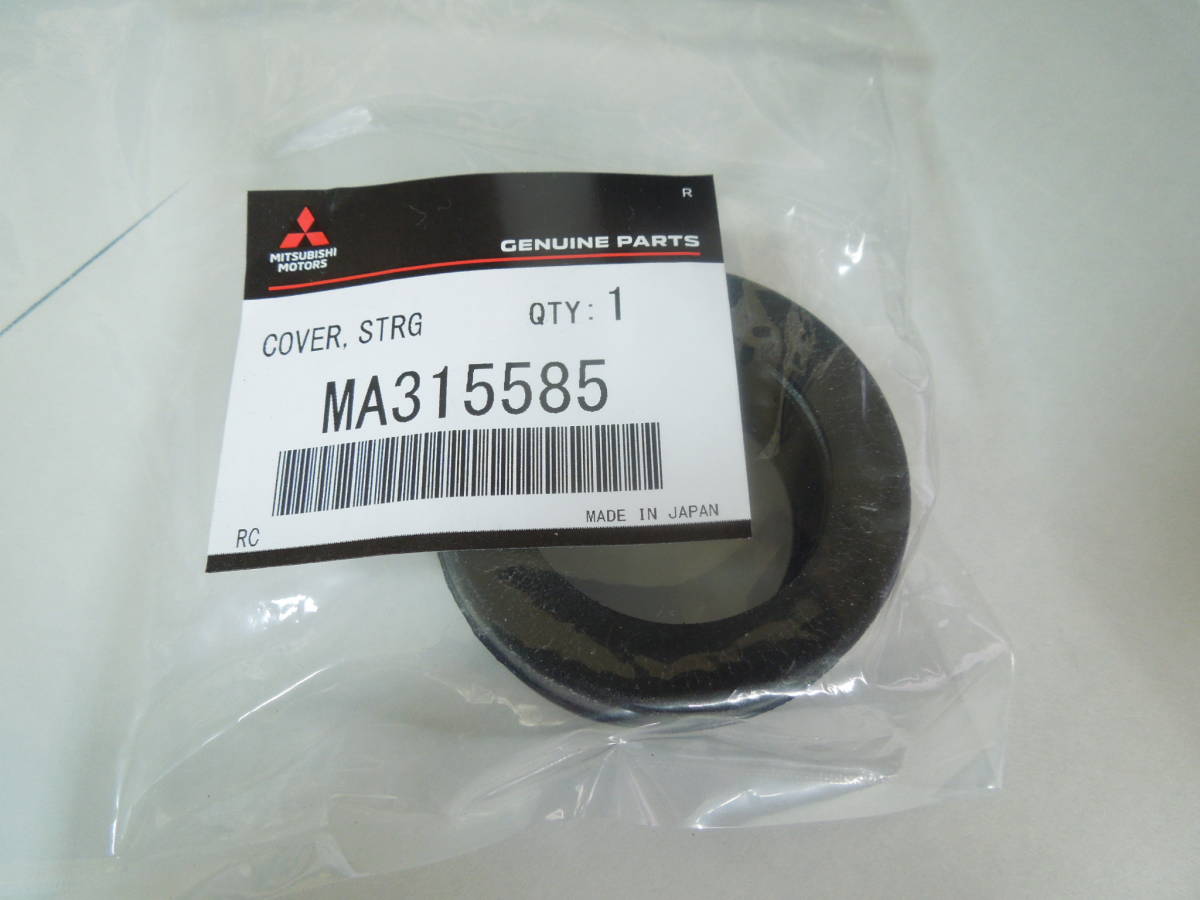 R
MITSUBISHI
MOTORS
GENUINE PARTS
COVER, STRG
QTY: 1
MA315585
MADE IN JAPAN
RC